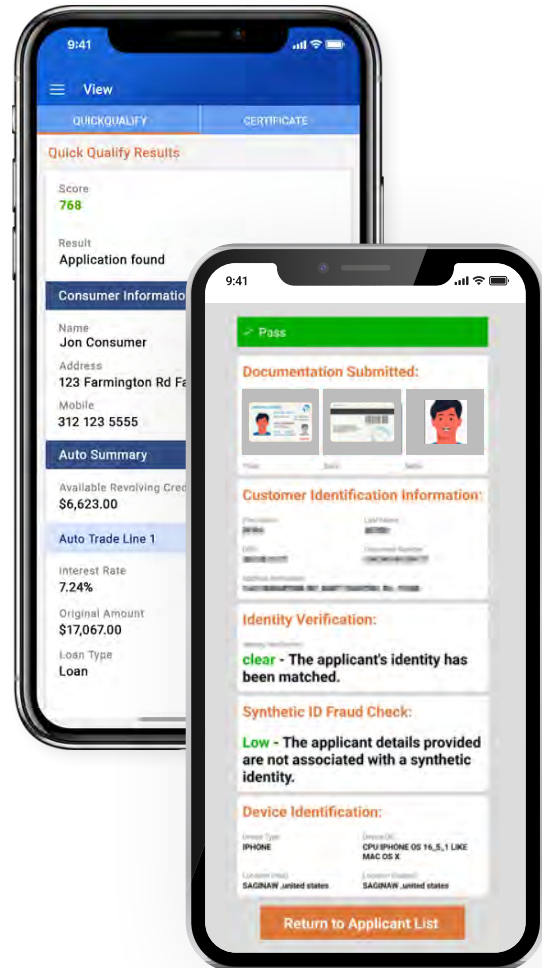 9:41
View
QUICKQUALIFY
CERTIFICATE
Quick Qualify Results
Score
768
Result
Application found
Consumer Informatio
Name
Jon Consumer
Address
123 Farmington Rd Fa
Mobile
312 123 5555
Auto Summary
Available Revolving Cred
$6,623.00
Auto Trade Line 1
Interest Rate
7.24%
Original Amount
$17,067.00
Loan Type
Loan
9:41
Pass
Documentation Submitted:
Customer Identification Information:
Identity Verification:
clear - The applicant's identity has
been matched.
Synthetic ID Fraud Check:
Low - The applicant details provided
are not associated with a synthetic
identity.
Device Identification:
Device Type
Device OS
IPHONE
CPU IPHONE OS 16_5_1 LIKE
MAC OS X
SAGINAW ,united states
SAGINAW ,united states
Return to Applicant List